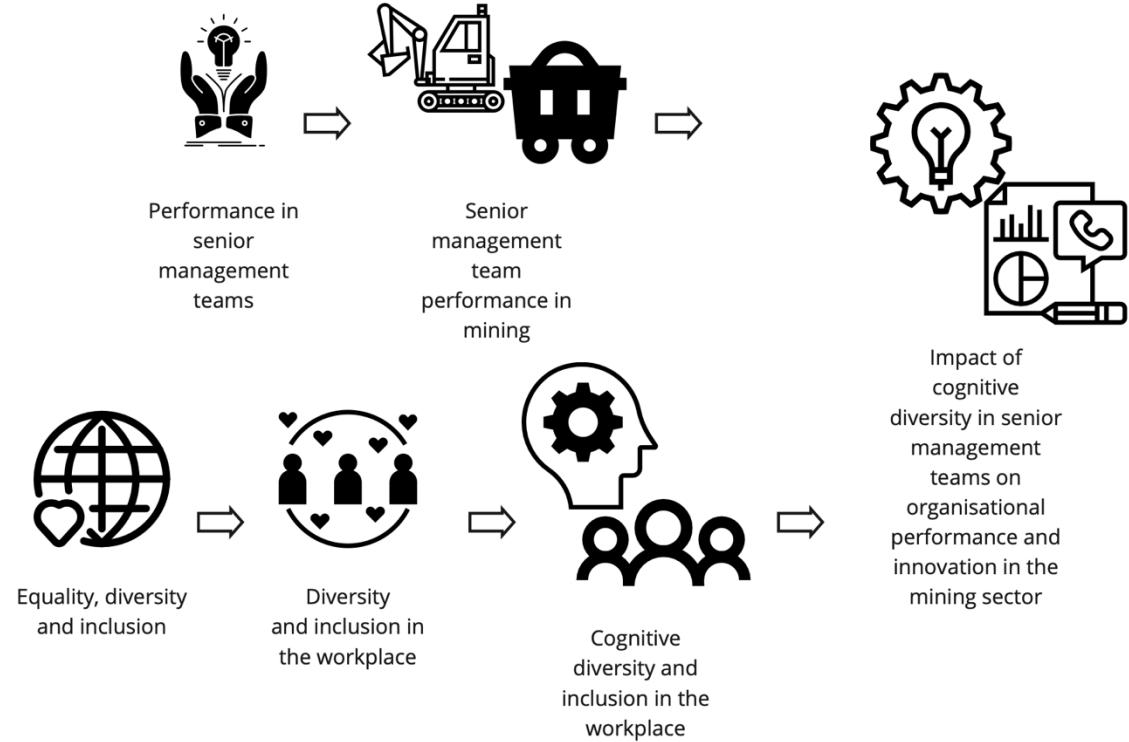 Performance in
senior
management
teams
Senior
management
team
performance in
mining
Equality, diversity
and inclusion
Diversity
and inclusion in
the workplace
Cognitive
diversity and
inclusion in the
workplace
Impact of
cognitive
diversity in senior
management
teams on
organisational
performance and
innovation in the
mining sector